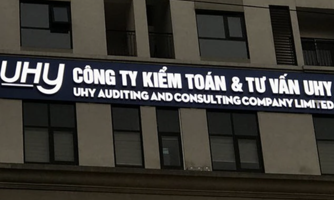 UHY
CÔNG TY KIỂM TOÁN & TƯ VẤN UHY
UHY AUDITING AND CONSULTING COMPANY LIMITED